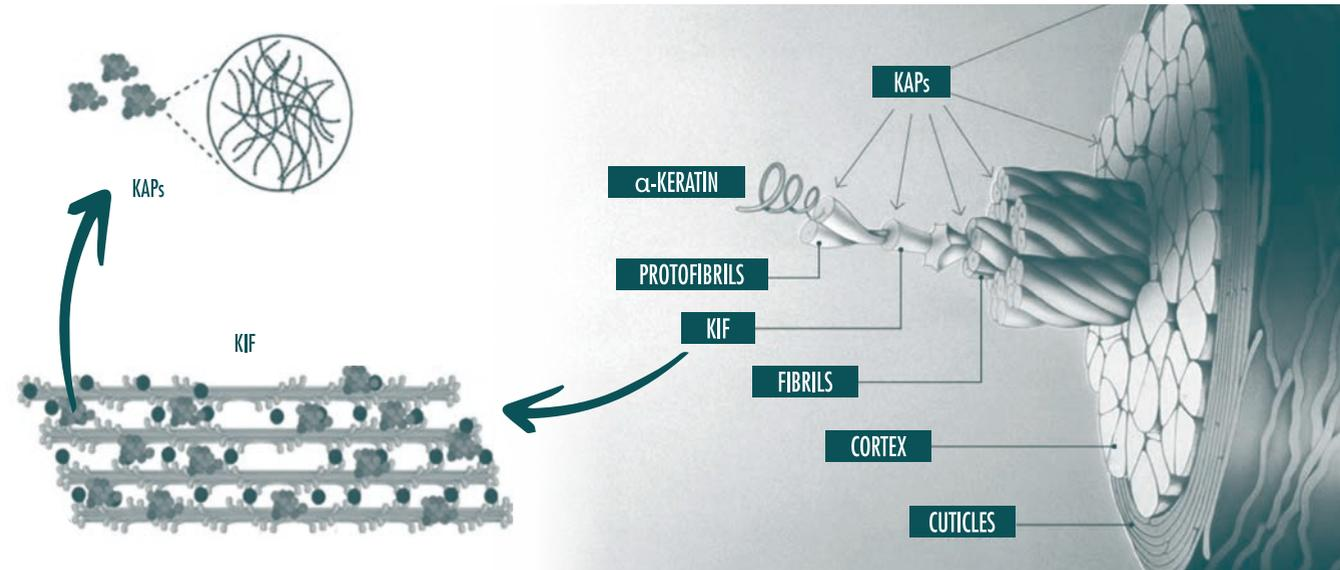 KAPs
KIF
KAPs
α-KERATIN
PROTOFIBRILS
KIF
FIBRILS
CORTEX
CUTICLES